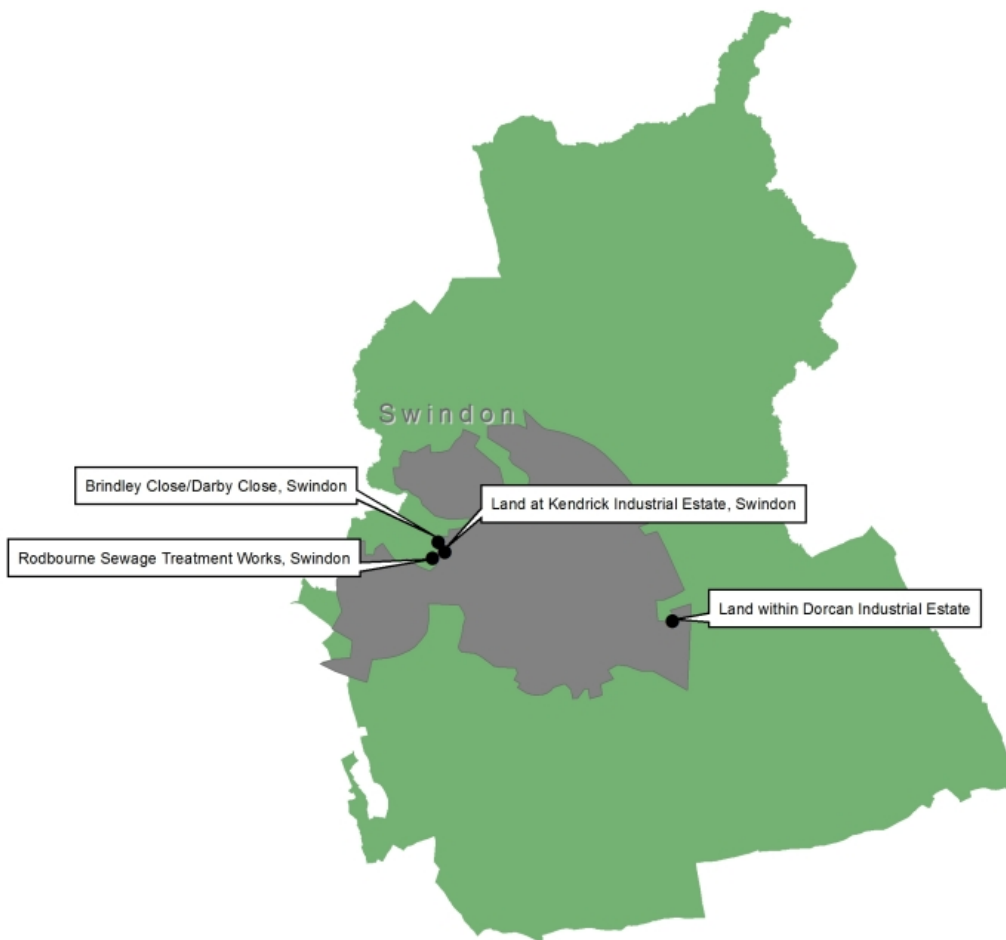 Swindon
Brindley Close/Darby Close, Swindon
Land at Kendrick Industrial Estate, Swindon
Rodbourne Sewage Treatment Works, Swindon
Land within Dorcan Industrial Estate